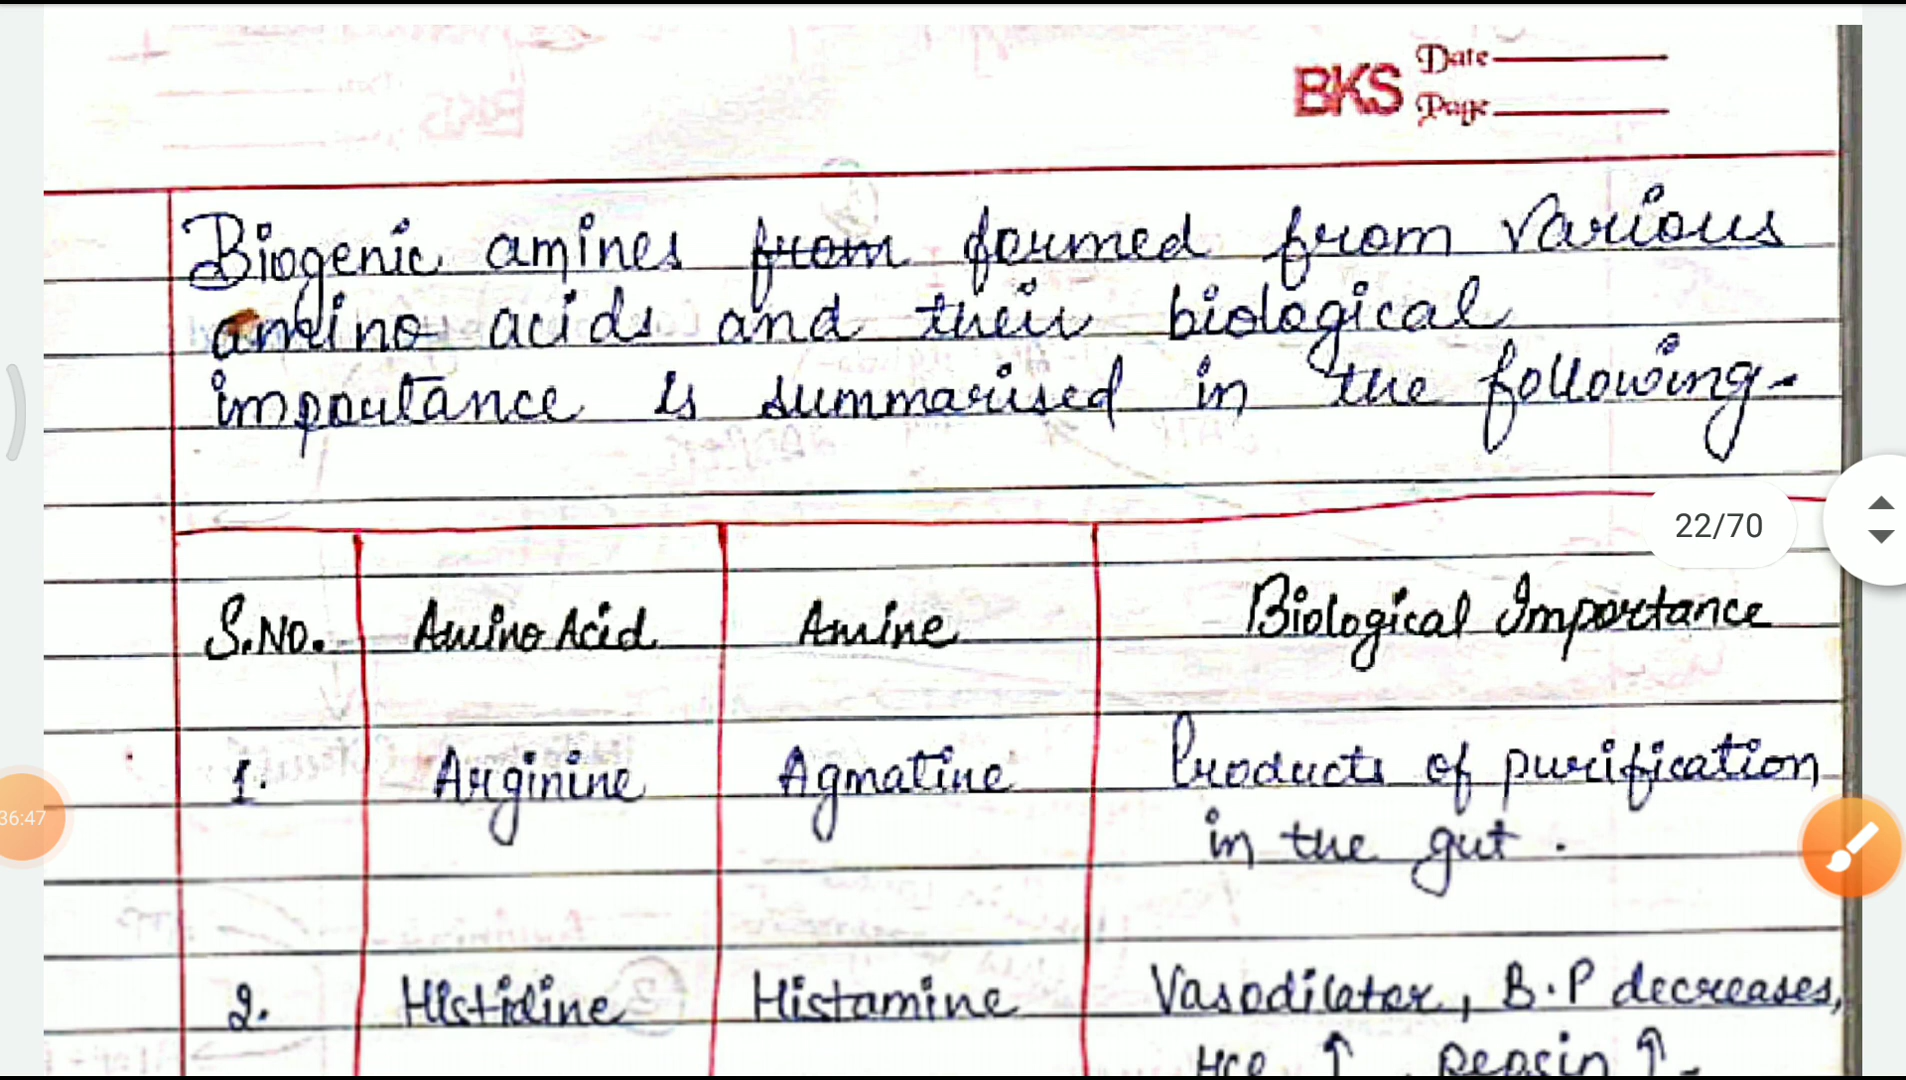 BKS Date
Page
Biogenic amines from formed from various
amino acids and their biological
importance is summarised in the following-
22/70
S.No. Amino Acid Amine Biological Importance
1. Arginine Agmatine Products of purification
in the gut.
36:47
2. Histidine Histamine Vasodilator, B.P decreases,
HCl ↑, pepsin ↑.